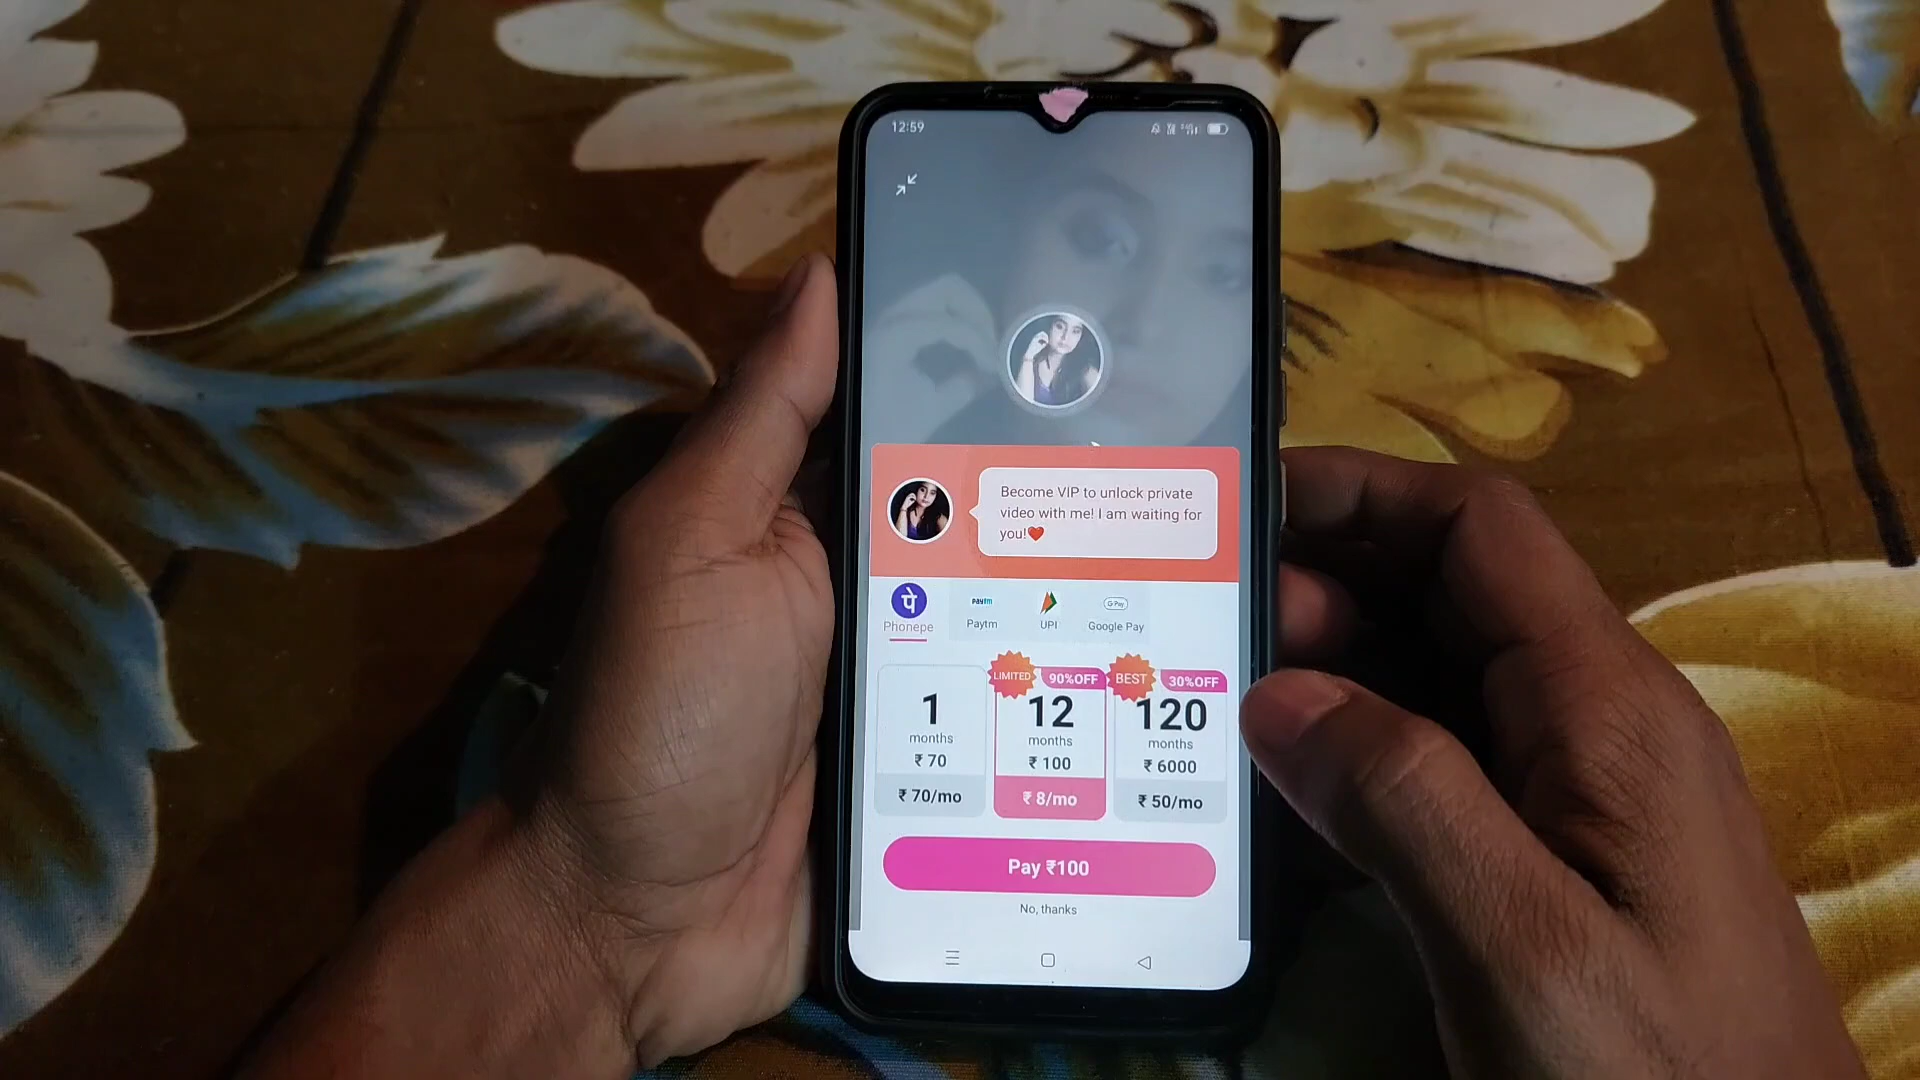 12:59
Become VIP to unlock private
video with me! I am waiting for
you!❤️
पे
Paytm
G Pay
Phonepe
Paytm
UPI
Google Pay
LIMITED
90%OFF
BEST
30%OFF
1
months
₹ 70
₹ 70/mo
12
months
₹ 100
₹ 8/mo
120
months
₹ 6000
₹ 50/mo
Pay ₹100
No, thanks